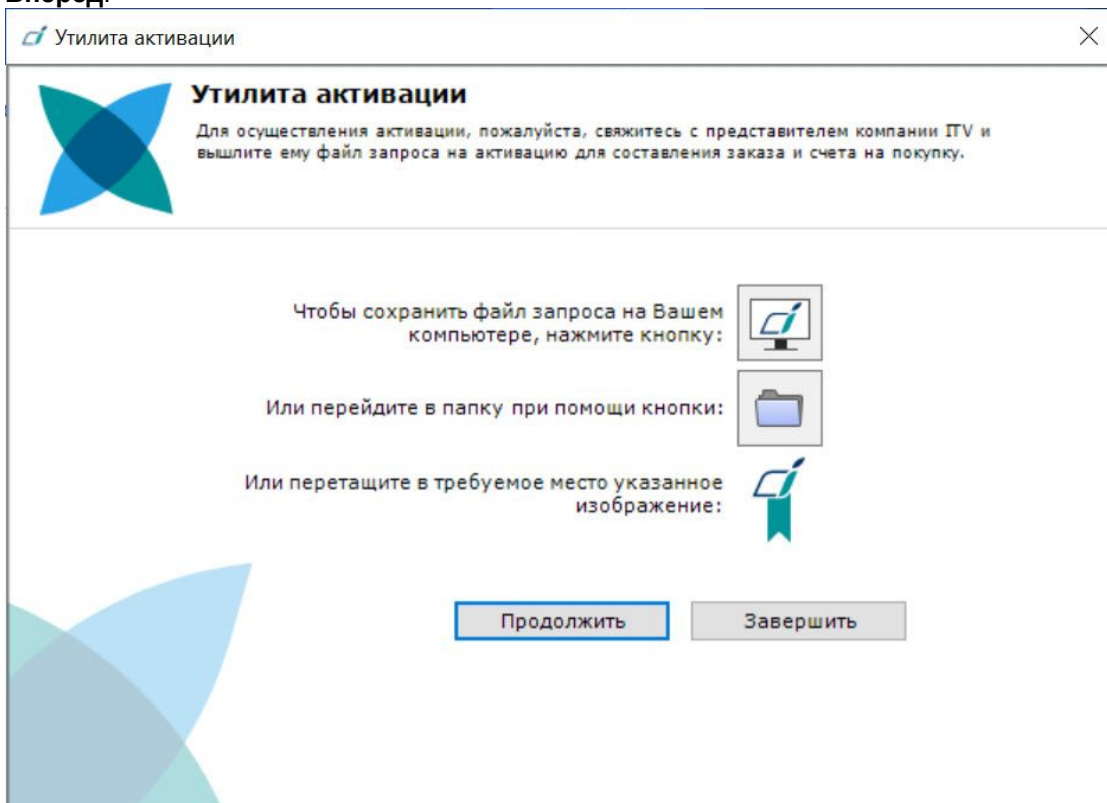 Вперед.
Утилита активации
Утилита активации
Для осуществления активации, пожалуйста, свяжитесь с представителем компании ITV и
вышлите ему файл запроса на активацию для составления заказа и счета на покупку.
Чтобы сохранить файл запроса на Вашем
компьютере, нажмите кнопку:
Или перейдите в папку при помощи кнопки:
Или перетащите в требуемое место указанное
изображение:
Продолжить
Завершить